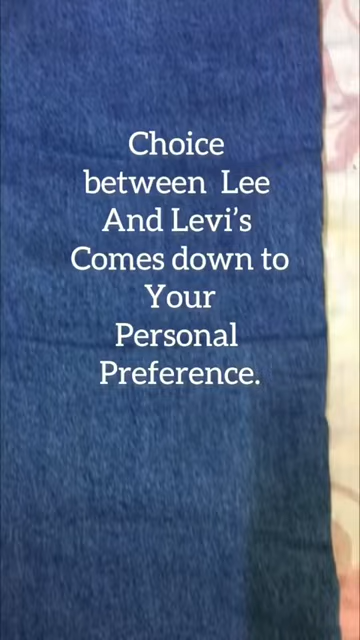 Choice
between Lee
And Levi's
Comes down to
Your
Personal
Preference.